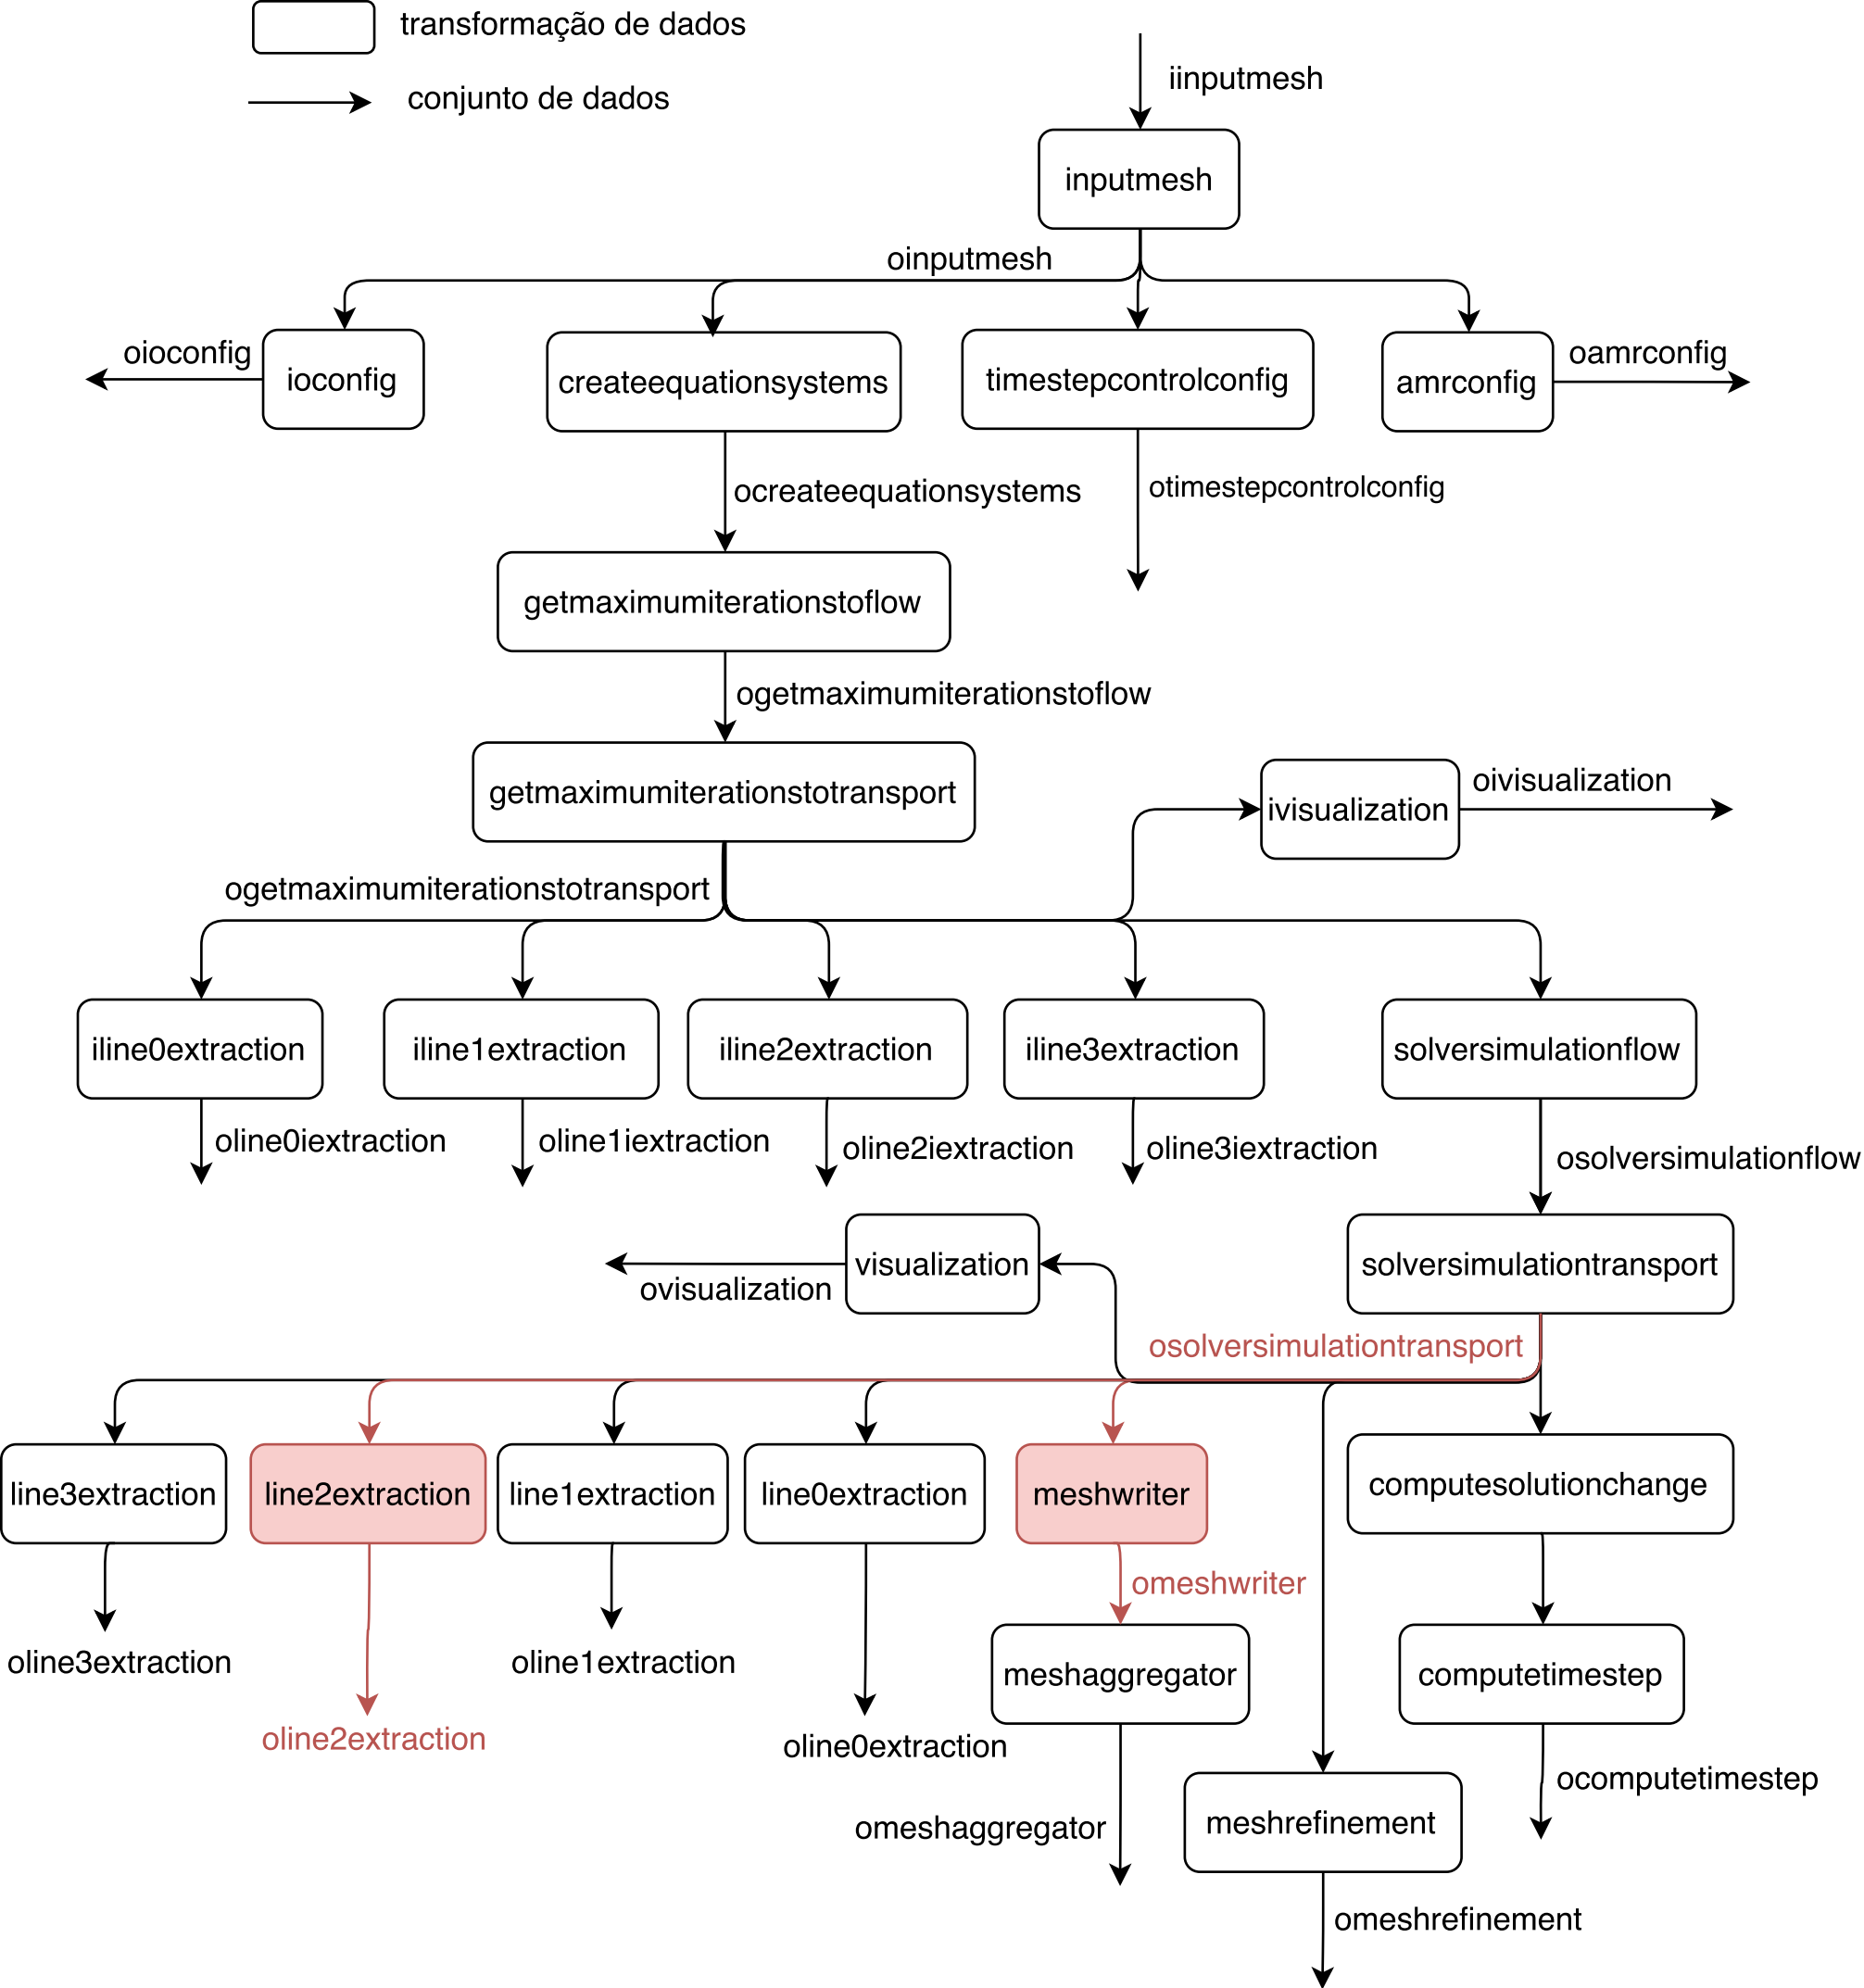 transformação de dados
conjunto de dados
iinputmesh
inputmesh
oinputmesh
oioconfig
ioconfig
createequationsystems
timestepcontrolconfig
amrconfig
oamrconfig
ocreateequationsystems
otimestepcontrolconfig
getmaximumiterationstoflow
ogetmaximumiterationstoflow
getmaximumiterationstotransport
ivisualization
oivisualization
ogetmaximumiterationstotransport
iline0extraction
iline1extraction
iline2extraction
iline3extraction
solversimulationflow
oline0iextraction
oline1iextraction
oline2iextraction
oline3iextraction
osolversimulationflow
visualization
ovisualization
solversimulationtransport
osolversimulationtransport
line3extraction
line2extraction
line1extraction
line0extraction
meshwriter
computesolutionchange
omeshwriter
oline3extraction
oline1extraction
meshaggregator
computetimestep
oline2extraction
oline0extraction
ocomputetimestep
omeshaggregator
meshrefinement
omeshrefinement